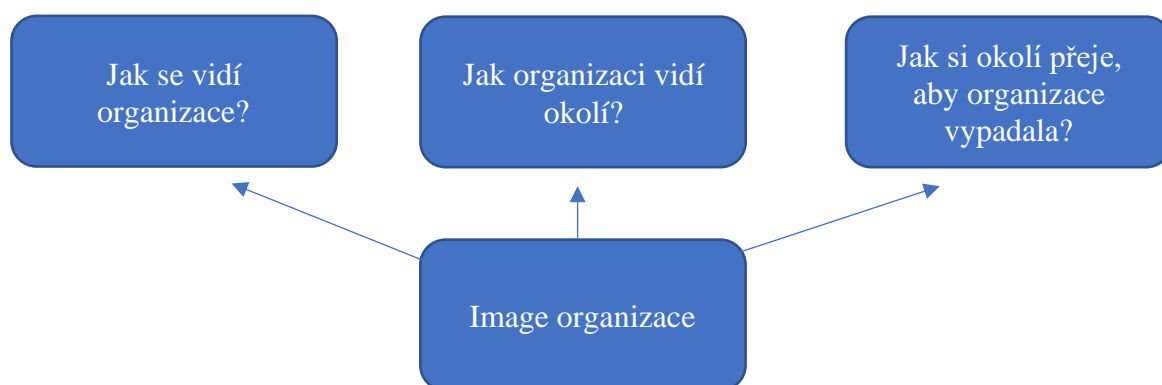 Jak se vidí
organizace?
Jak organizaci vidí
okolí?
Jak si okolí přeje,
aby organizace
vypadala?
Image organizace